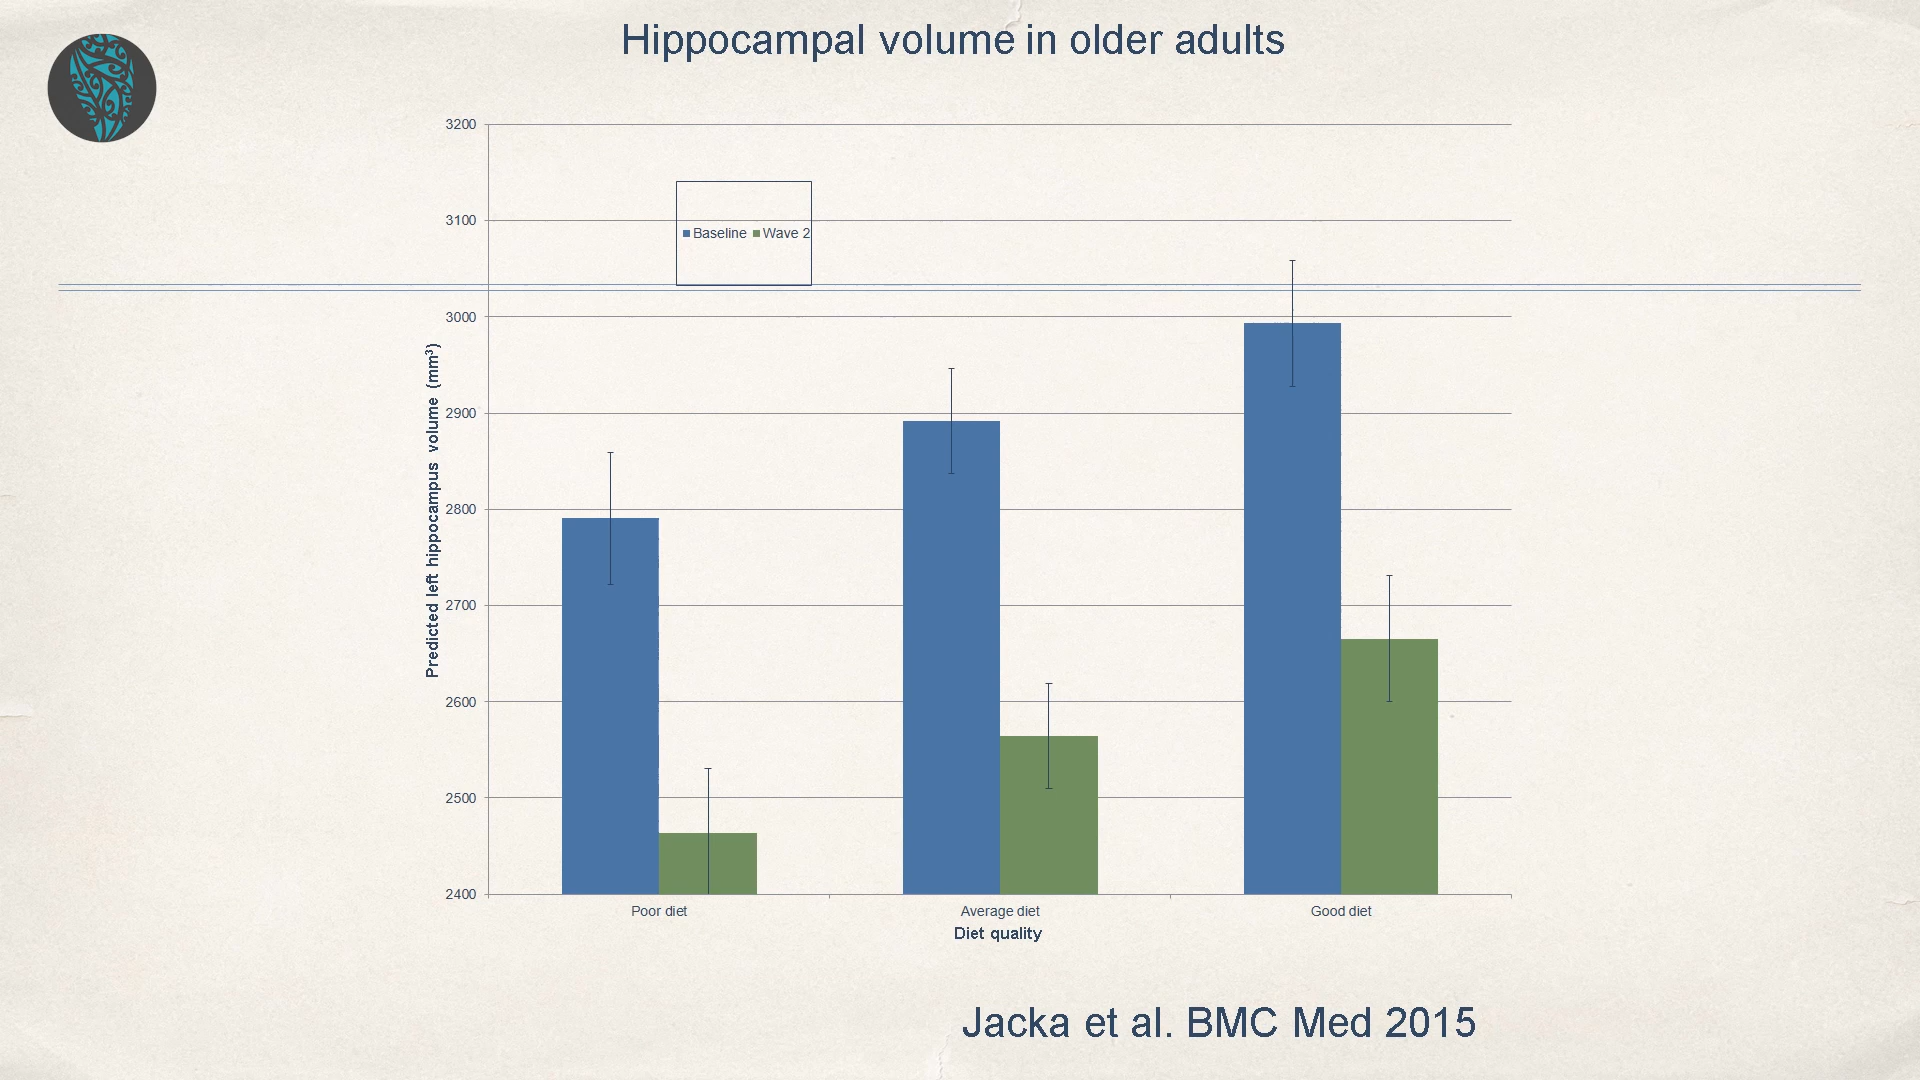 Hippocampal volume in older adults
3200
3100
Baseline Wave 2
3000
2900
2800
2700
2600
2500
2400
Predicted left hippocampus volume (mm³)
Poor diet Average diet Good diet
Diet quality
Jacka et al. BMC Med 2015